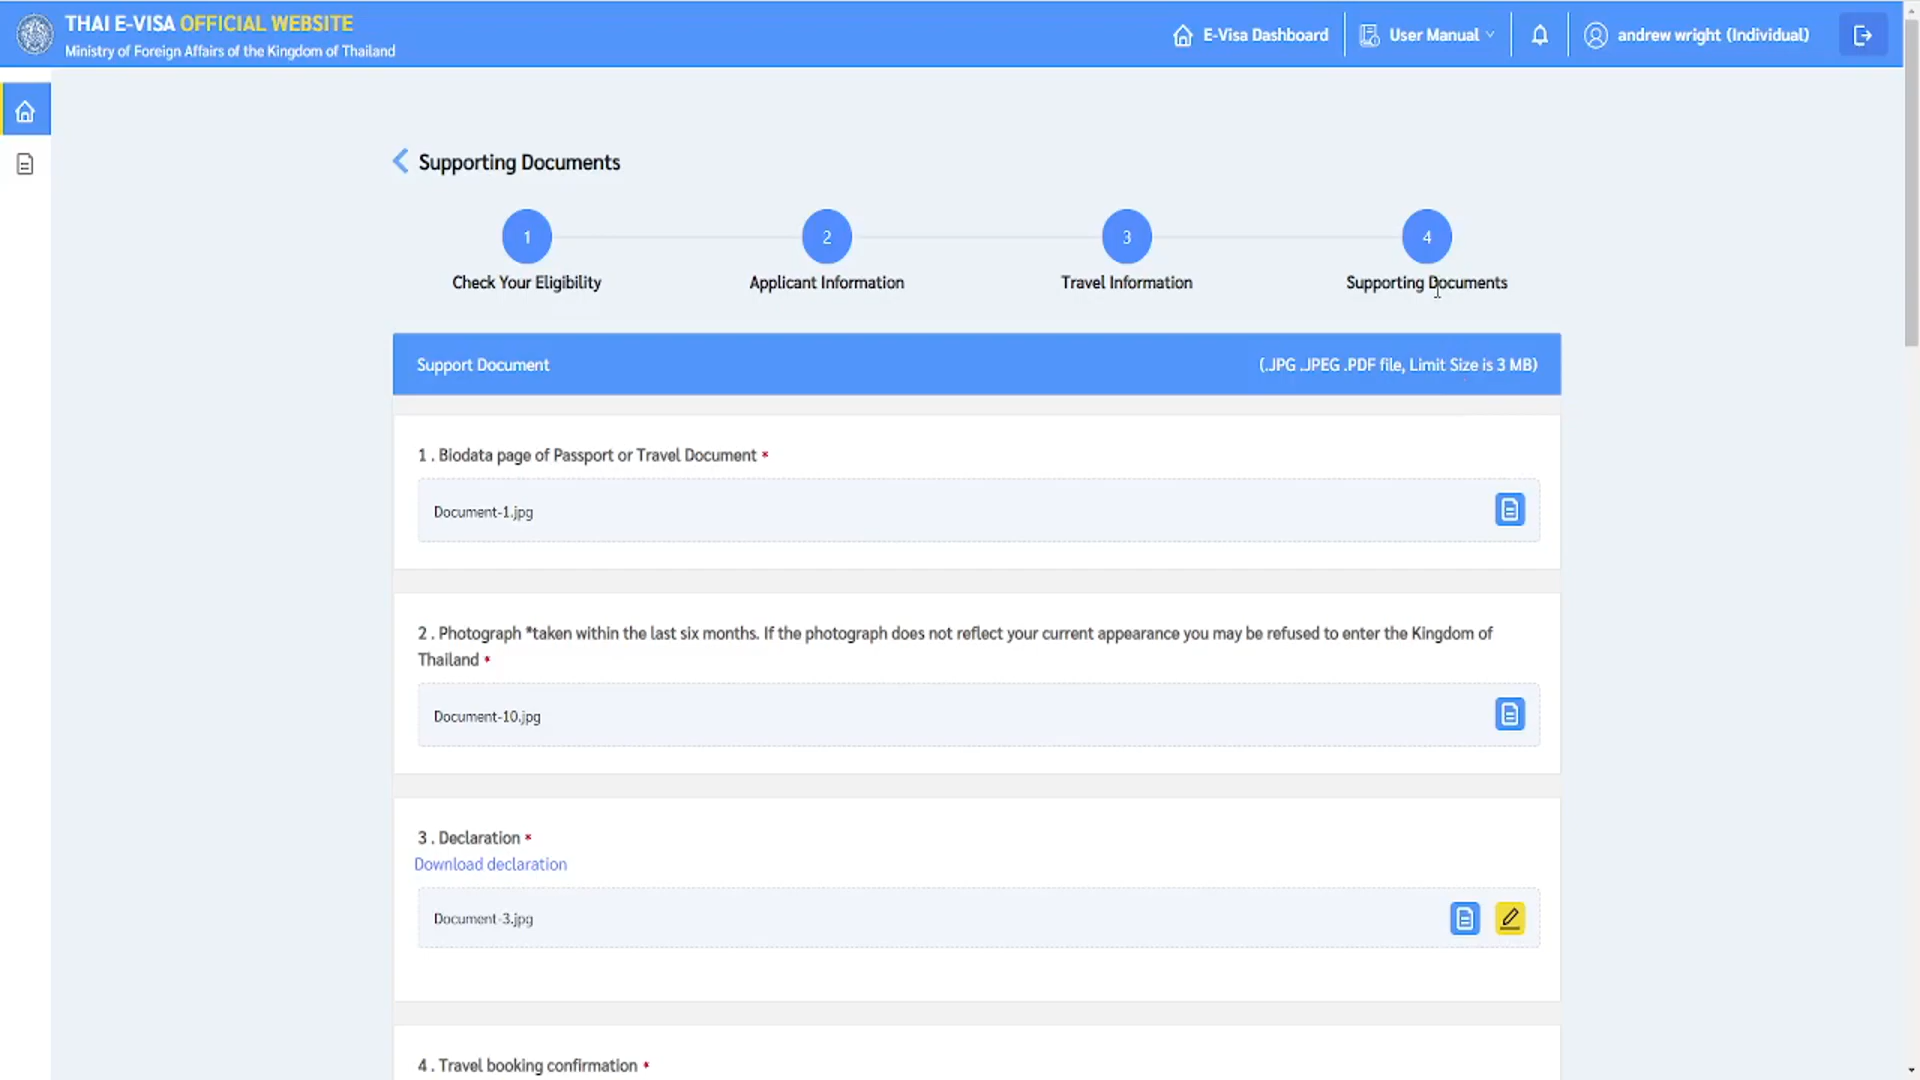 THAI E-VISA OFFICIAL WEBSITE
Ministry of Foreign Affairs of the Kingdom of Thailand
E-Visa Dashboard
User Manual
andrew wright (Individual)
Supporting Documents
1
2
3
4
Check Your Eligibility
Applicant Information
Travel Information
Supporting Documents
Support Document
(.JPG .JPEG .PDF file, Limit Size is 3 MB)
1 . Biodata page of Passport or Travel Document *
Document-1.jpg
2 . Photograph *taken within the last six months. If the photograph does not reflect your current appearance you may be refused to enter the Kingdom of
Thailand *
Document-10.jpg
3 . Declaration *
Download declaration
Document-3.jpg
4 . Travel booking confirmation *